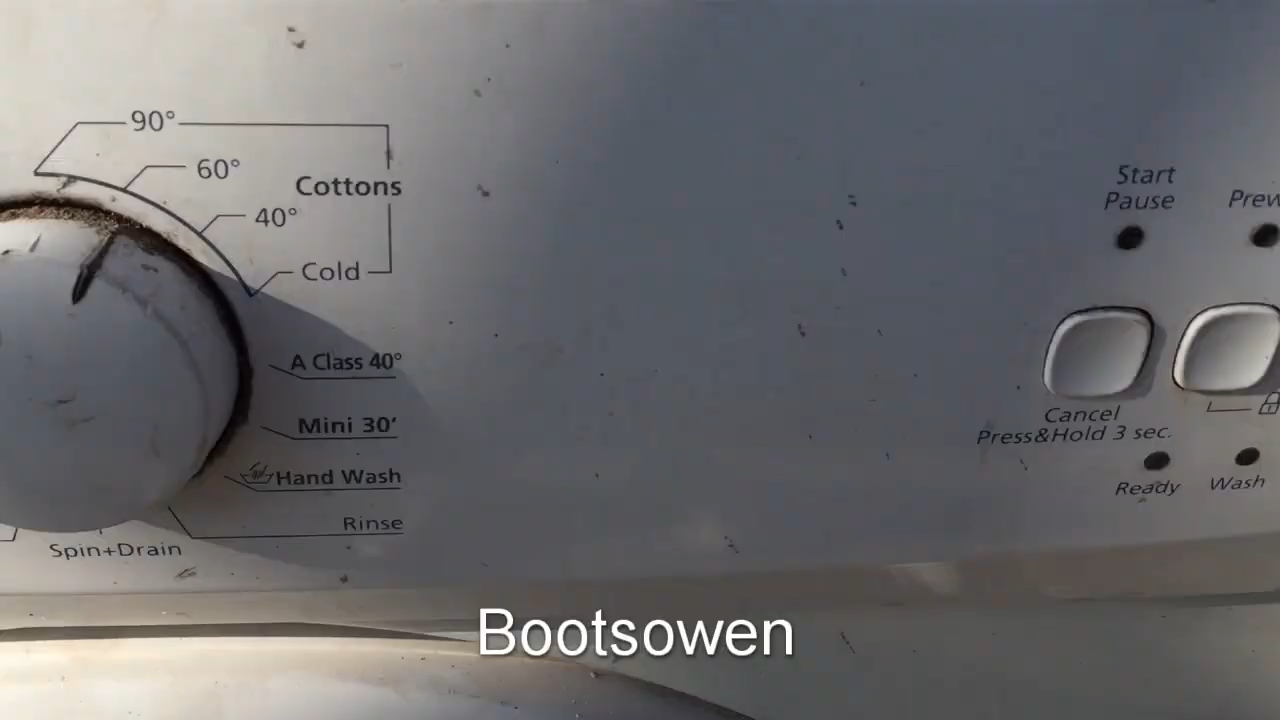 90°
60°
Cottons
40°
Cold
A Class 40°
Mini 30’
Hand Wash
Rinse
Spin+Drain
Start
Pause
Cancel
Press&Hold 3 sec.
Ready
Wash
Bootsowen